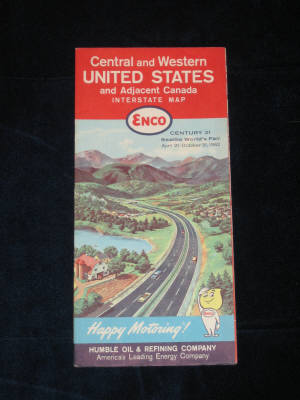 Central and Western
UNITED STATES
and Adjacent Canada
INTERSTATE MAP
ENCO
CENTURY 21
Seattle World's Fair
April 21-October 21, 1962
Happy Motoring!
HUMBLE OIL & REFINING COMPANY
America's Leading Energy Company